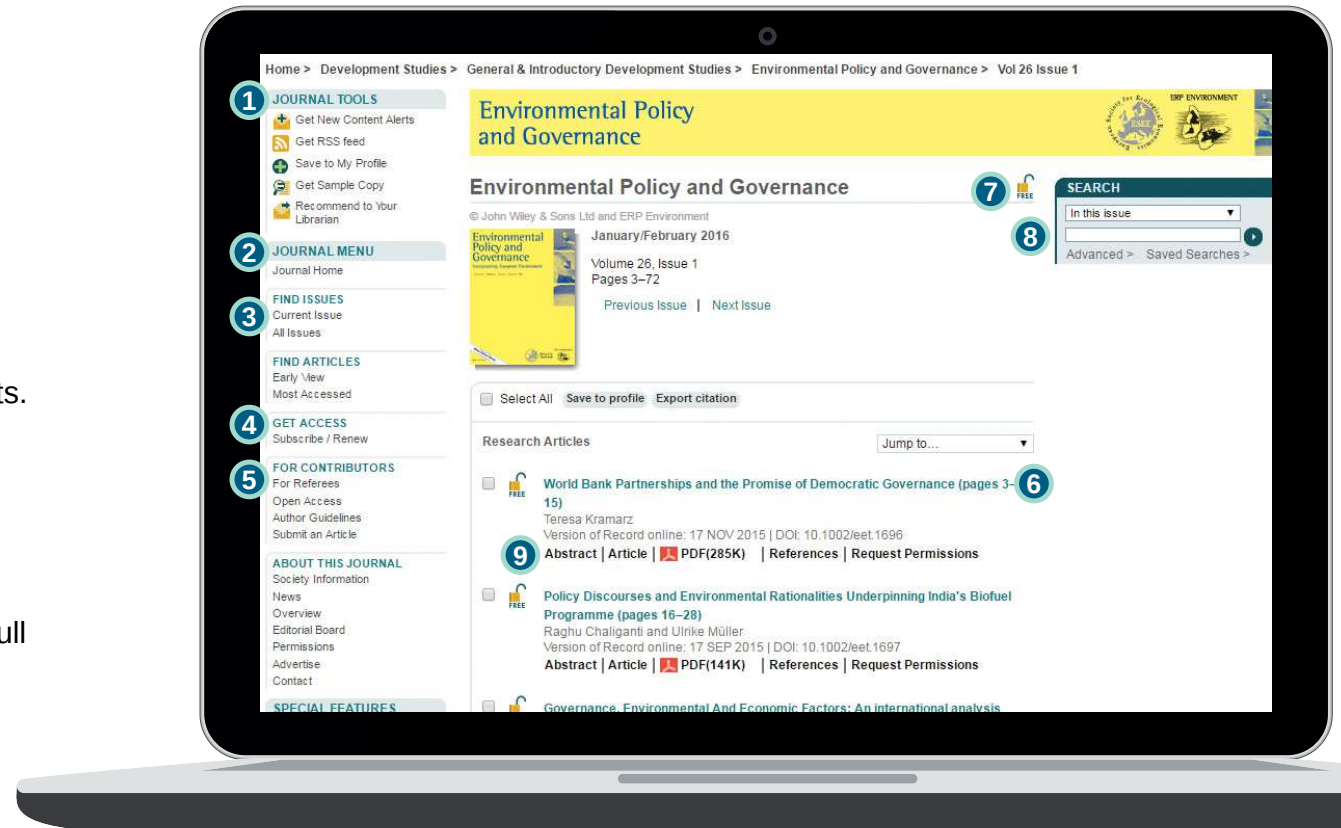 Home > Development Studies > General & Introductory Development Studies > Environmental Policy and Governance > Vol 26 Issue 1
1
JOURNAL TOOLS
Get New Content Alerts
Get RSS feed
Save to My Profile
Get Sample Copy
Recommend to Your
Librarian
2
JOURNAL MENU
Journal Home
FIND ISSUES
3
Current Issue
All Issues
FIND ARTICLES
Early View
Most Accessed
4
GET ACCESS
Subscribe / Renew
5
FOR CONTRIBUTORS
For Referees
Open Access
Author Guidelines
Submit an Article
ABOUT THIS JOURNAL
Society Information
News
Overview
Editorial Board
Permissions
Advertise
Contact
SPECIAL FEATURES
ts.
ull
Environmental Policy
and Governance
ERP ENVIRONMENT
Environmental Policy and Governance
7
FREE
© John Wiley & Sons Ltd and ERP Environment
Environmental
Policy and
Governance
January/February 2016
Volume 26, Issue 1
Pages 3–72
Previous Issue | Next Issue
SEARCH
In this issue
8
Advanced > Saved Searches >
Select All Save to profile Export citation
Research Articles
Jump to...
FREE
World Bank Partnerships and the Promise of Democratic Governance (pages 3–
6
15)
Teresa Kramarz
Version of Record online: 17 NOV 2015 | DOI: 10.1002/eet.1696
9
Abstract | Article | PDF(285K) | References | Request Permissions
FREE
Policy Discourses and Environmental Rationalities Underpinning India's Biofuel
Programme (pages 16–28)
Raghu Chaliganti and Ulrike Müller
Version of Record online: 17 SEP 2015 | DOI: 10.1002/eet.1697
Abstract | Article | PDF(141K) | References | Request Permissions
Governance, Environmental And Economic Factors: An international analysis